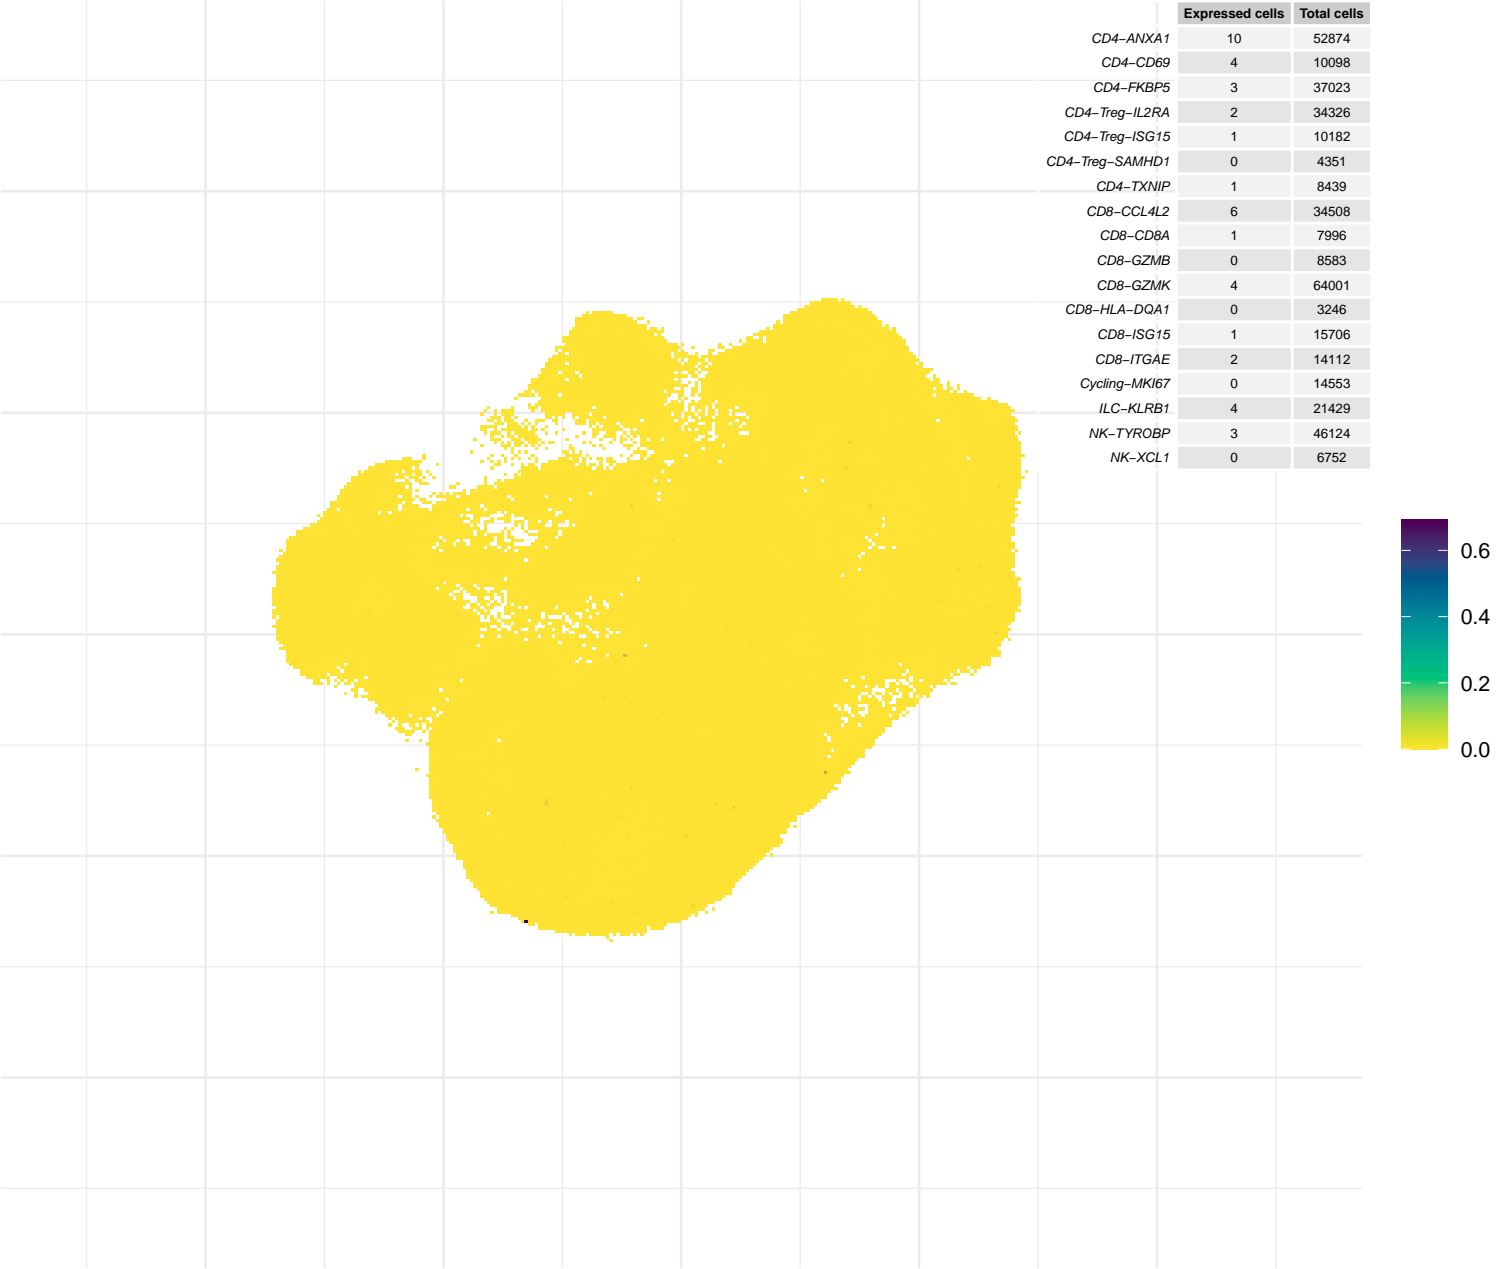 Expressed cells Total cells
CD4−ANXA1 10 52874
CD4−CD69 4 10098
CD4−FKBP5 3 37023
CD4−Treg−IL2RA 2 34326
CD4−Treg−ISG15 1 10182
CD4−Treg−SAMHD1 0 4351
CD4−TXNIP 1 8439
CD8−CCL4L2 6 34508
CD8−CD8A 1 7996
CD8−GZMB 0 8583
CD8−GZMK 4 64001
CD8−HLA−DQA1 0 3246
CD8−ISG15 1 15706
CD8−ITGAE 2 14112
Cycling−MKI67 0 14553
ILC−KLRB1 4 21429
NK−TYROBP 3 46124
NK−XCL1 0 6752
0.6
0.4
0.2
0.0